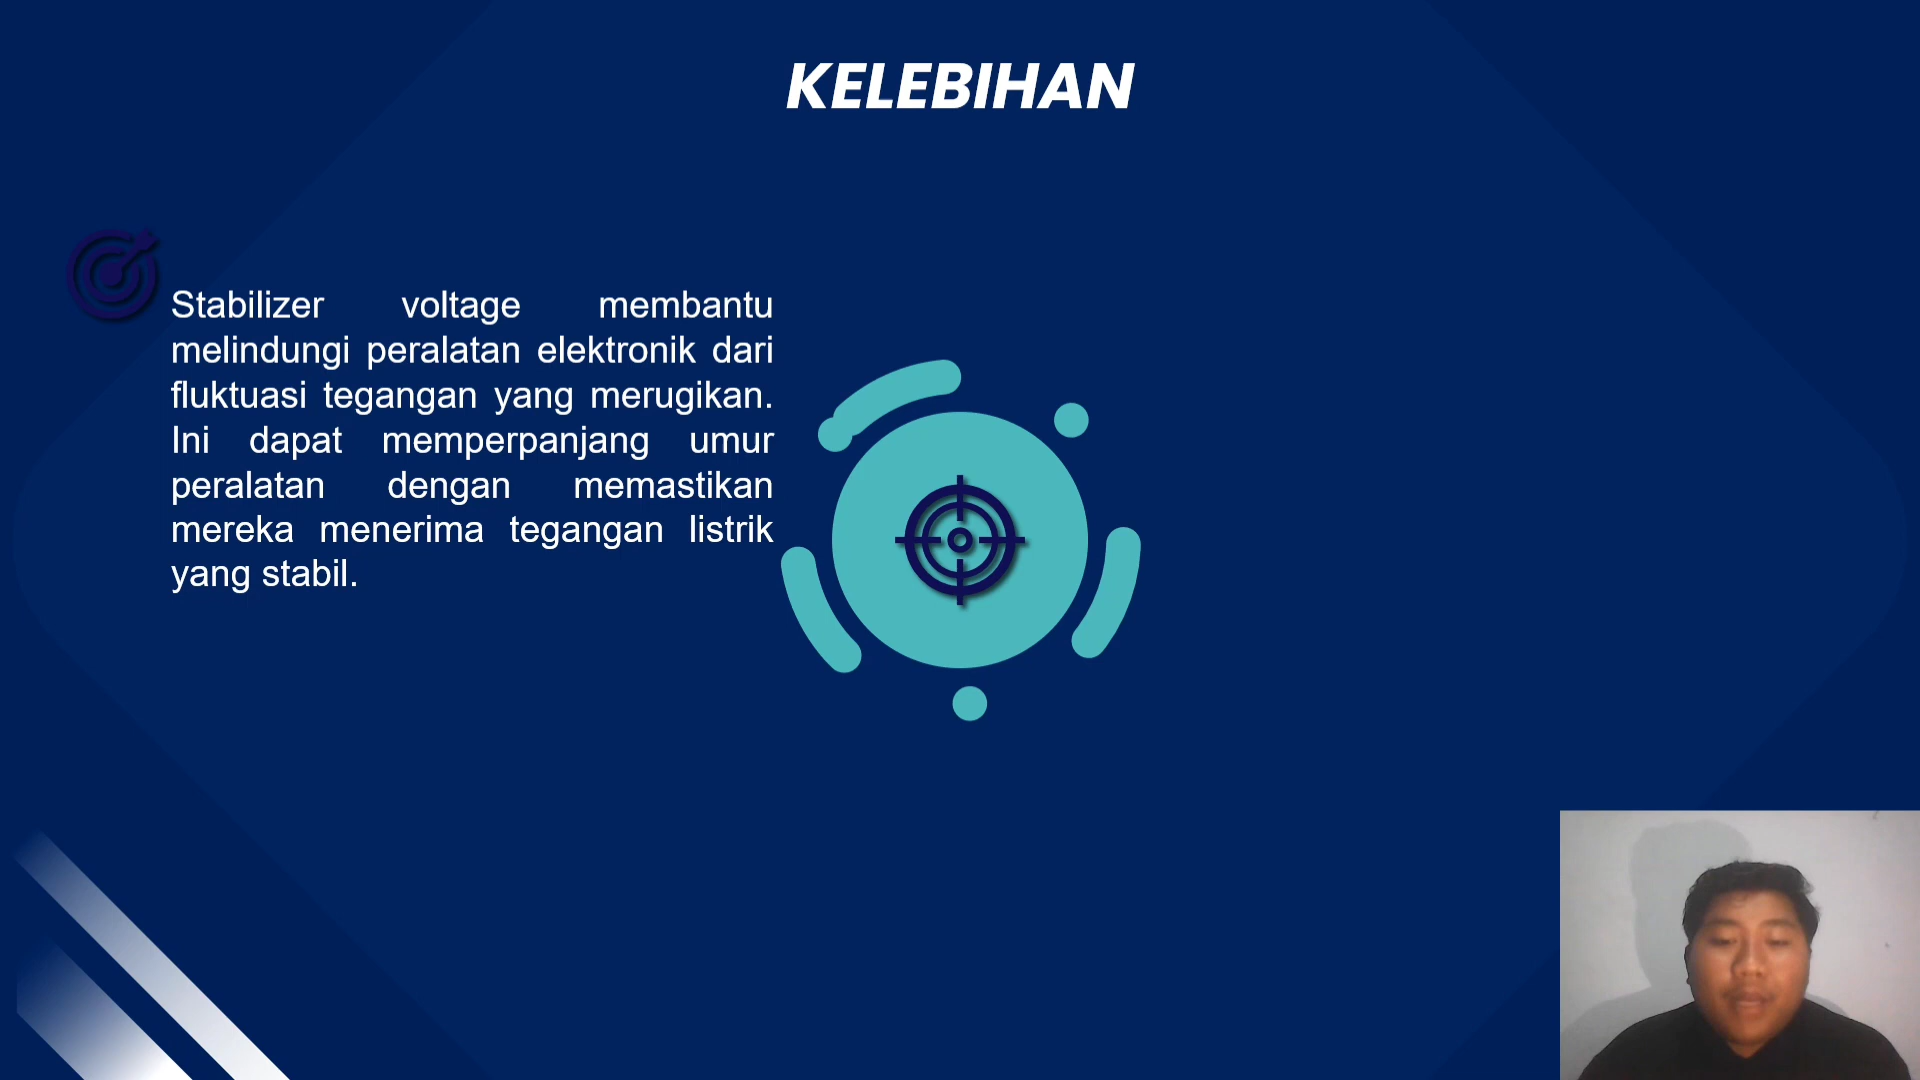 KELEBIHAN
Stabilizer voltage membantu
melindungi peralatan elektronik dari
fluktuasi tegangan yang merugikan.
Ini dapat memperpanjang umur
peralatan dengan memastikan
mereka menerima tegangan listrik
yang stabil.